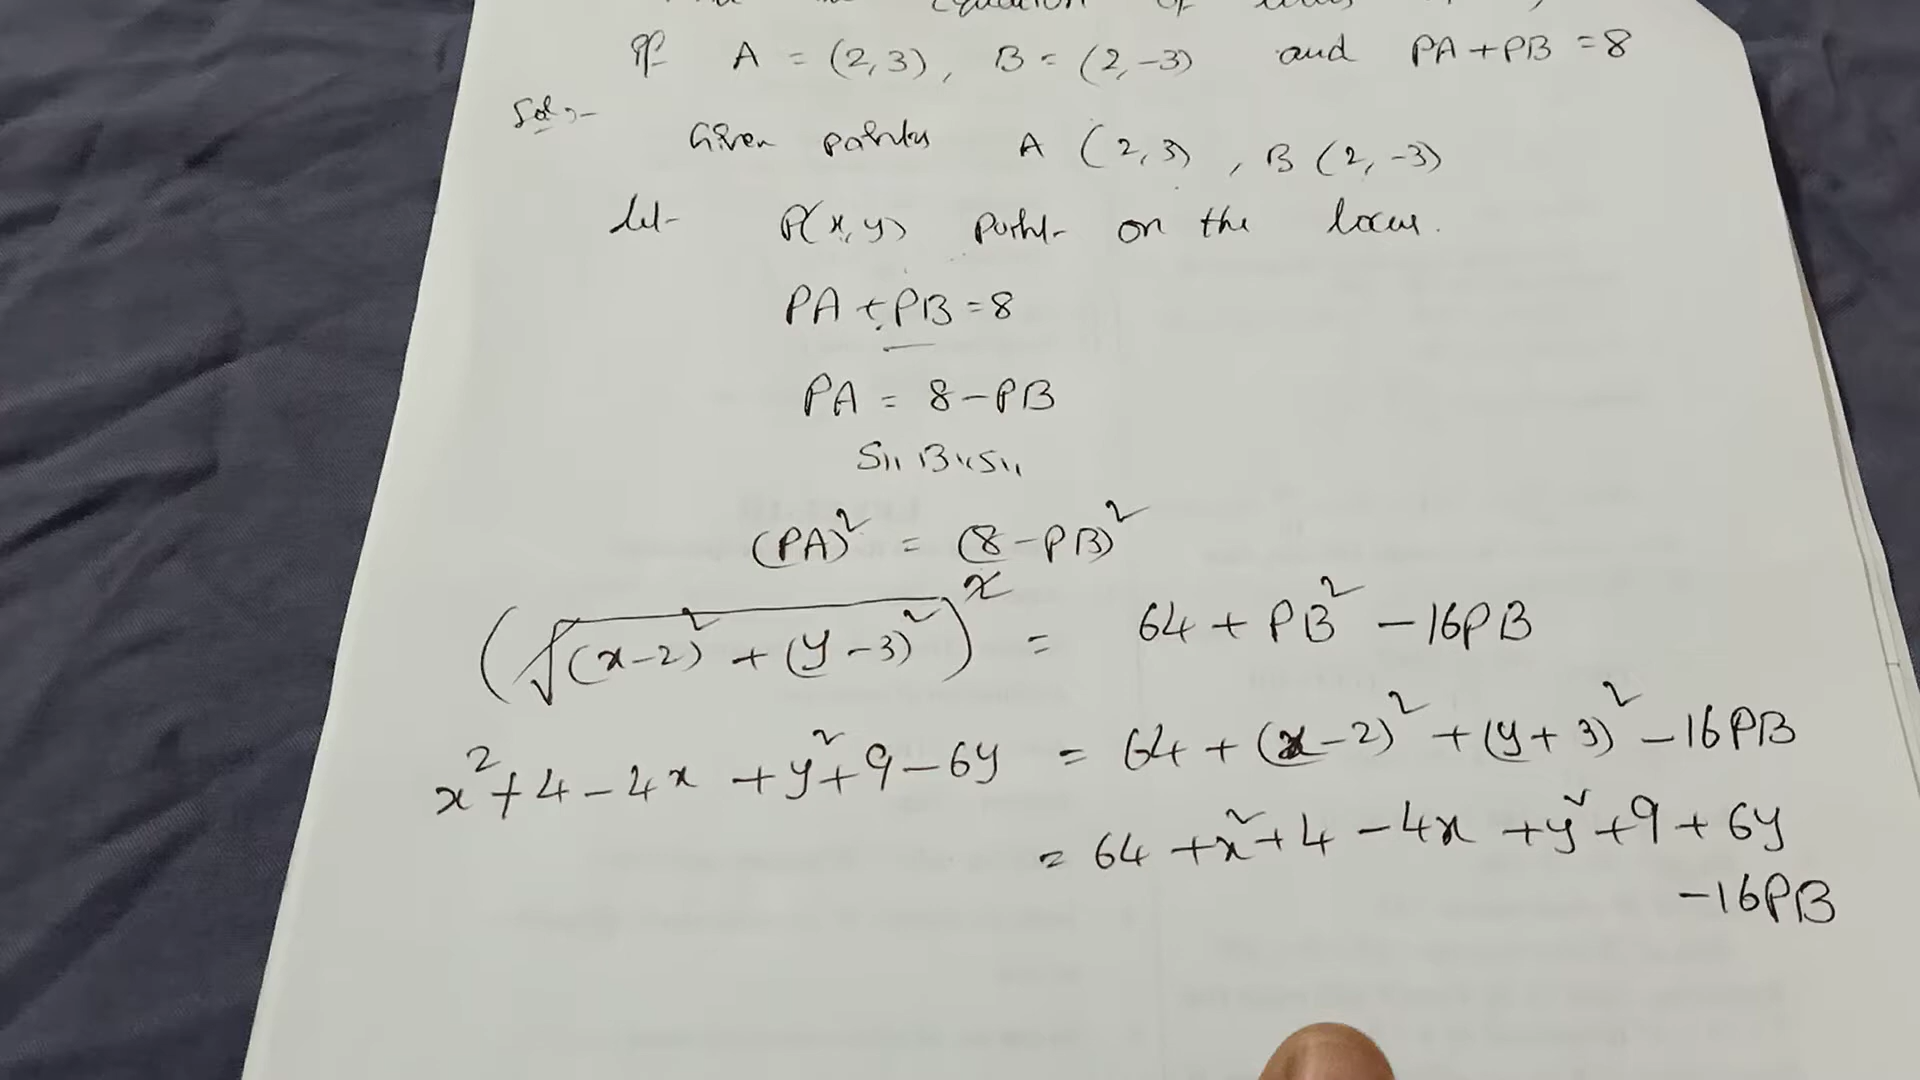 Equation of locus
If A = (2,3), B = (2,-3) and PA+PB = 8
Sol:-
Given points A (2,3), B (2,-3)
Let P(x,y) point on the locus.
PA + PB = 8
PA = 8-PB
S.B.S
(PA)² = (8-PB)²
(√(x-2)² + (y-3)²)² = 64 + PB² - 16PB
x²+4-4x + y²+9-6y = 64 + (x-2)² + (y+3)² - 16PB
= 64 + x²+4-4x + y²+9+6y
-16PB